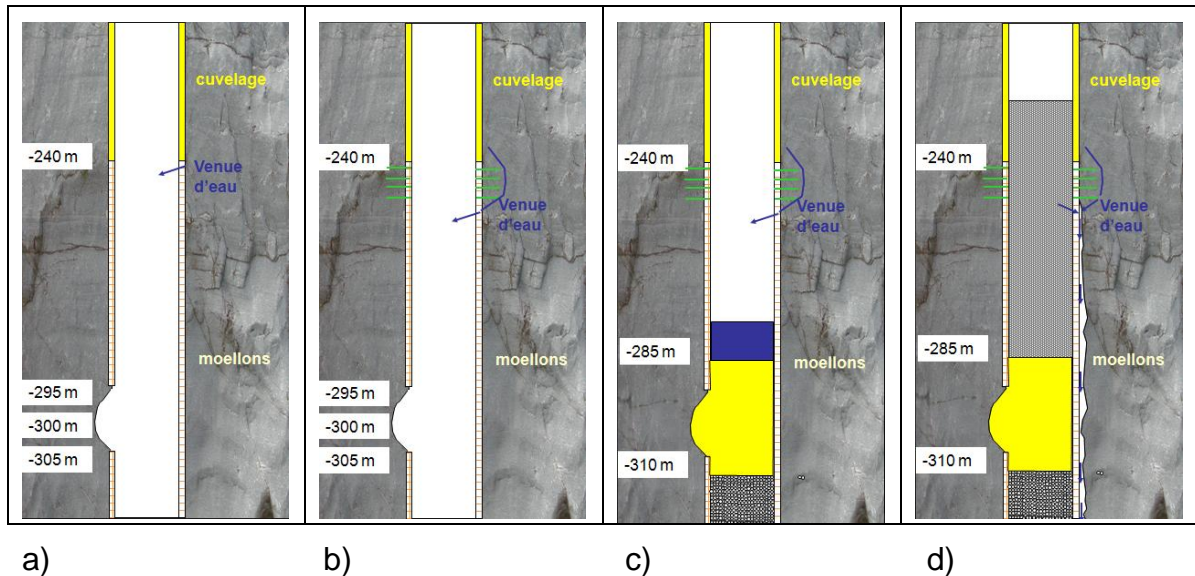 cuvelage
-240 m
Venue
d'eau
moellons
-295 m
-300 m
-305 m
cuvelage
-240 m
Venue
d'eau
moellons
-295 m
-300 m
-305 m
cuvelage
-240 m
Venue
d'eau
-285 m
moellons
-310 m
cuvelage
-240 m
Venue
d'eau
-285 m
moellons
-310 m
a)
b)
c)
d)